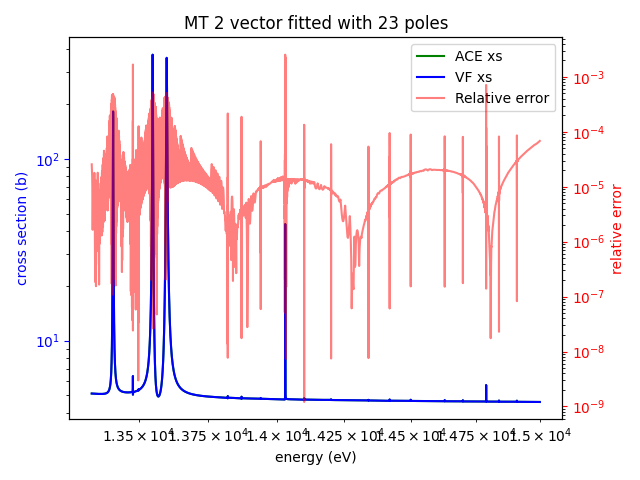 MT 2 vector fitted with 23 poles
ACE xs
VF xs
Relative error
cross section (b)
10²
10¹
relative error
10⁻³
10⁻⁴
10⁻⁵
10⁻⁶
10⁻⁷
10⁻⁸
10⁻⁹
1.35 × 10⁴ 1.375 × 10⁴ 1.4 × 10⁴ 1.425 × 10⁴ 1.45 × 10⁴ 1.475 × 10⁴ 1.5 × 10⁴
energy (eV)